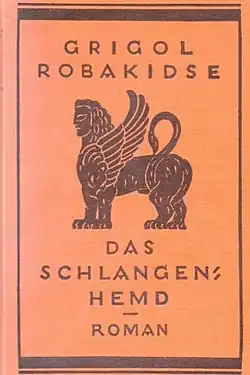 GRIGOL
ROBAKIDSE
DAS
SCHLANGEN-
HEMD
ROMAN